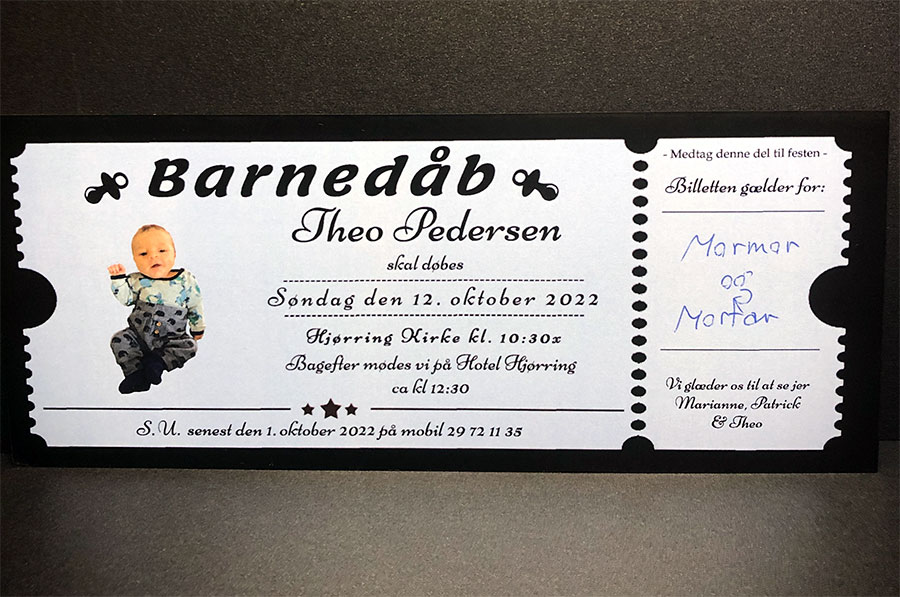 Barnedåb
Theo Pedersen
skal døbes
Søndag den 12. oktober 2022
Hjørring Kirke kl. 10:30x
Bagefter mødes vi på Hotel Hjørring
ca kl 12:30
S.U. senest den 1. oktober 2022 på mobil 29 72 11 35
- Medtag denne del til festen -
Billetten gælder for:
Mormor
og
Morfar
Vi glæder os til at se jer
Marianne, Patrick
& Theo